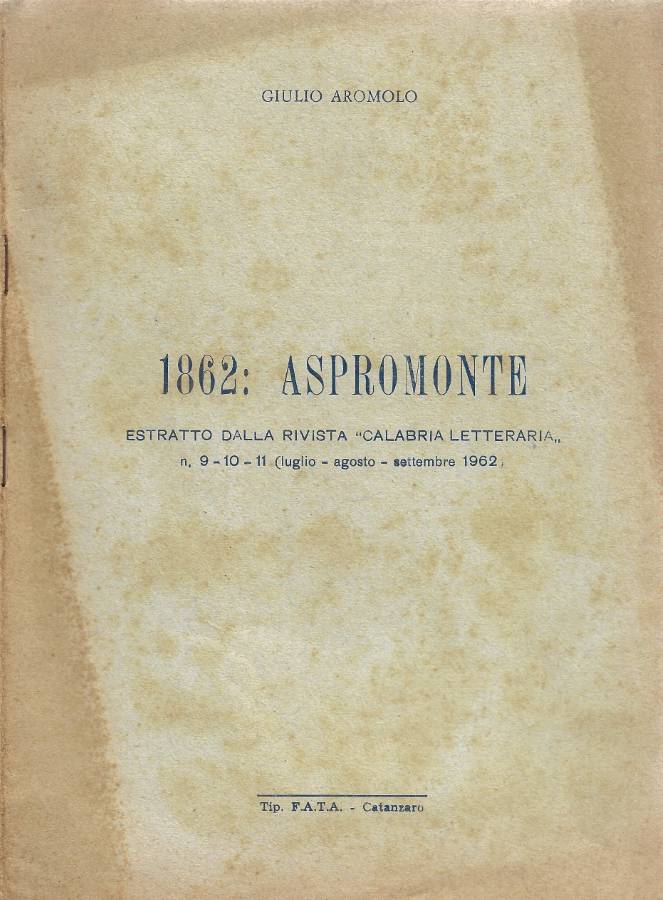 GIULIO AROMOLO
1862: ASPROMONTE
ESTRATTO DALLA RIVISTA “CALABRIA LETTERARIA„
n. 9 - 10 - 11 (luglio - agosto - settembre 1962)
Tip. F.A.T.A. - Catanzaro